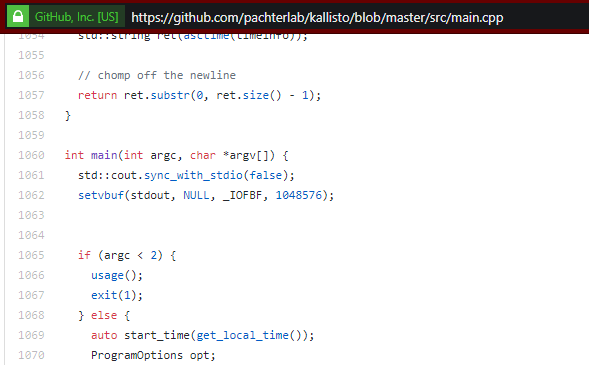 GitHub, Inc. [US] https://github.com/pachterlab/kallisto/blob/master/src/main.cpp
1054 std::string ret(asctime(timeinfo));
1055
1056 // chomp off the newline
1057 return ret.substr(0, ret.size() - 1);
1058 }
1059
1060 int main(int argc, char *argv[]) {
1061 std::cout.sync_with_stdio(false);
1062 setvbuf(stdout, NULL, _IOFBF, 1048576);
1063
1064
1065 if (argc < 2) {
1066 usage();
1067 exit(1);
1068 } else {
1069 auto start_time(get_local_time());
1070 ProgramOptions opt;